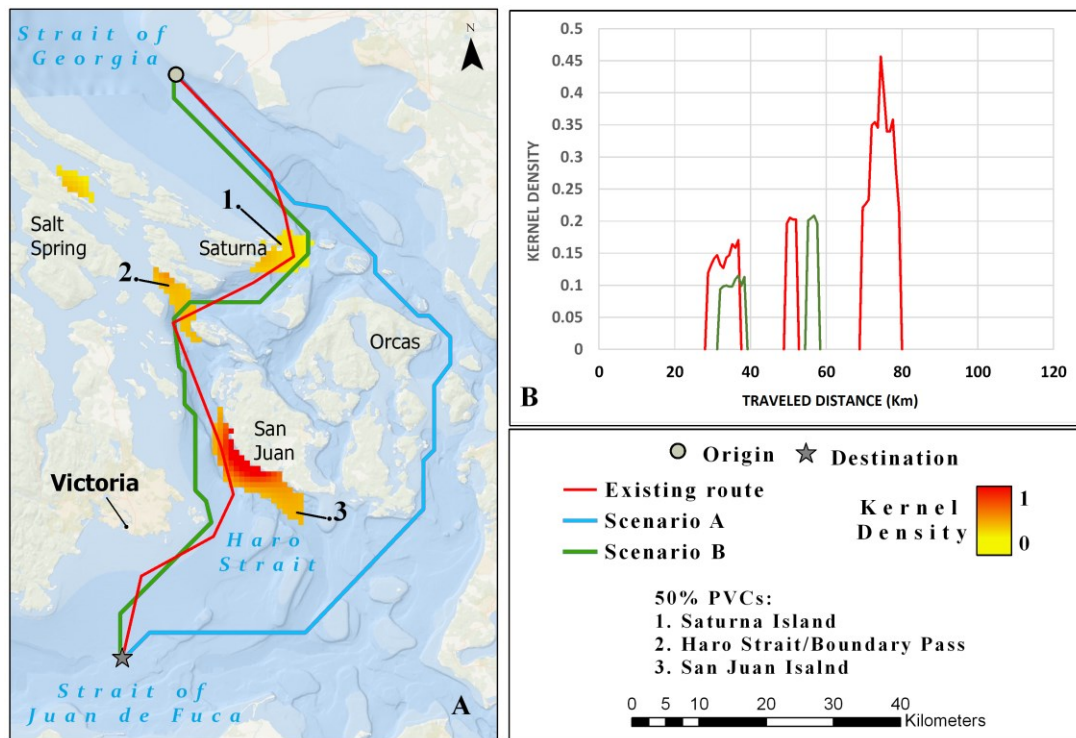 Strait of
Georgia
N
Salt
Spring
1.
Saturna
2.
Orcas
San
Juan
Victoria
.3
Haro
Strait
Strait of
Juan de Fuca
A
0.5
0.45
0.4
0.35
0.3
0.25
0.2
0.15
0.1
0.05
0
KERNEL DENSITY
0 20 40 60 80 100 120
TRAVELED DISTANCE (Km)
B
Origin Destination
Existing route
Scenario A
Scenario B
Kernel
Density
1
0
50% PVCs:
1. Saturna Island
2. Haro Strait/Boundary Pass
3. San Juan Isalnd
0 5 10 20 30 40
Kilometers